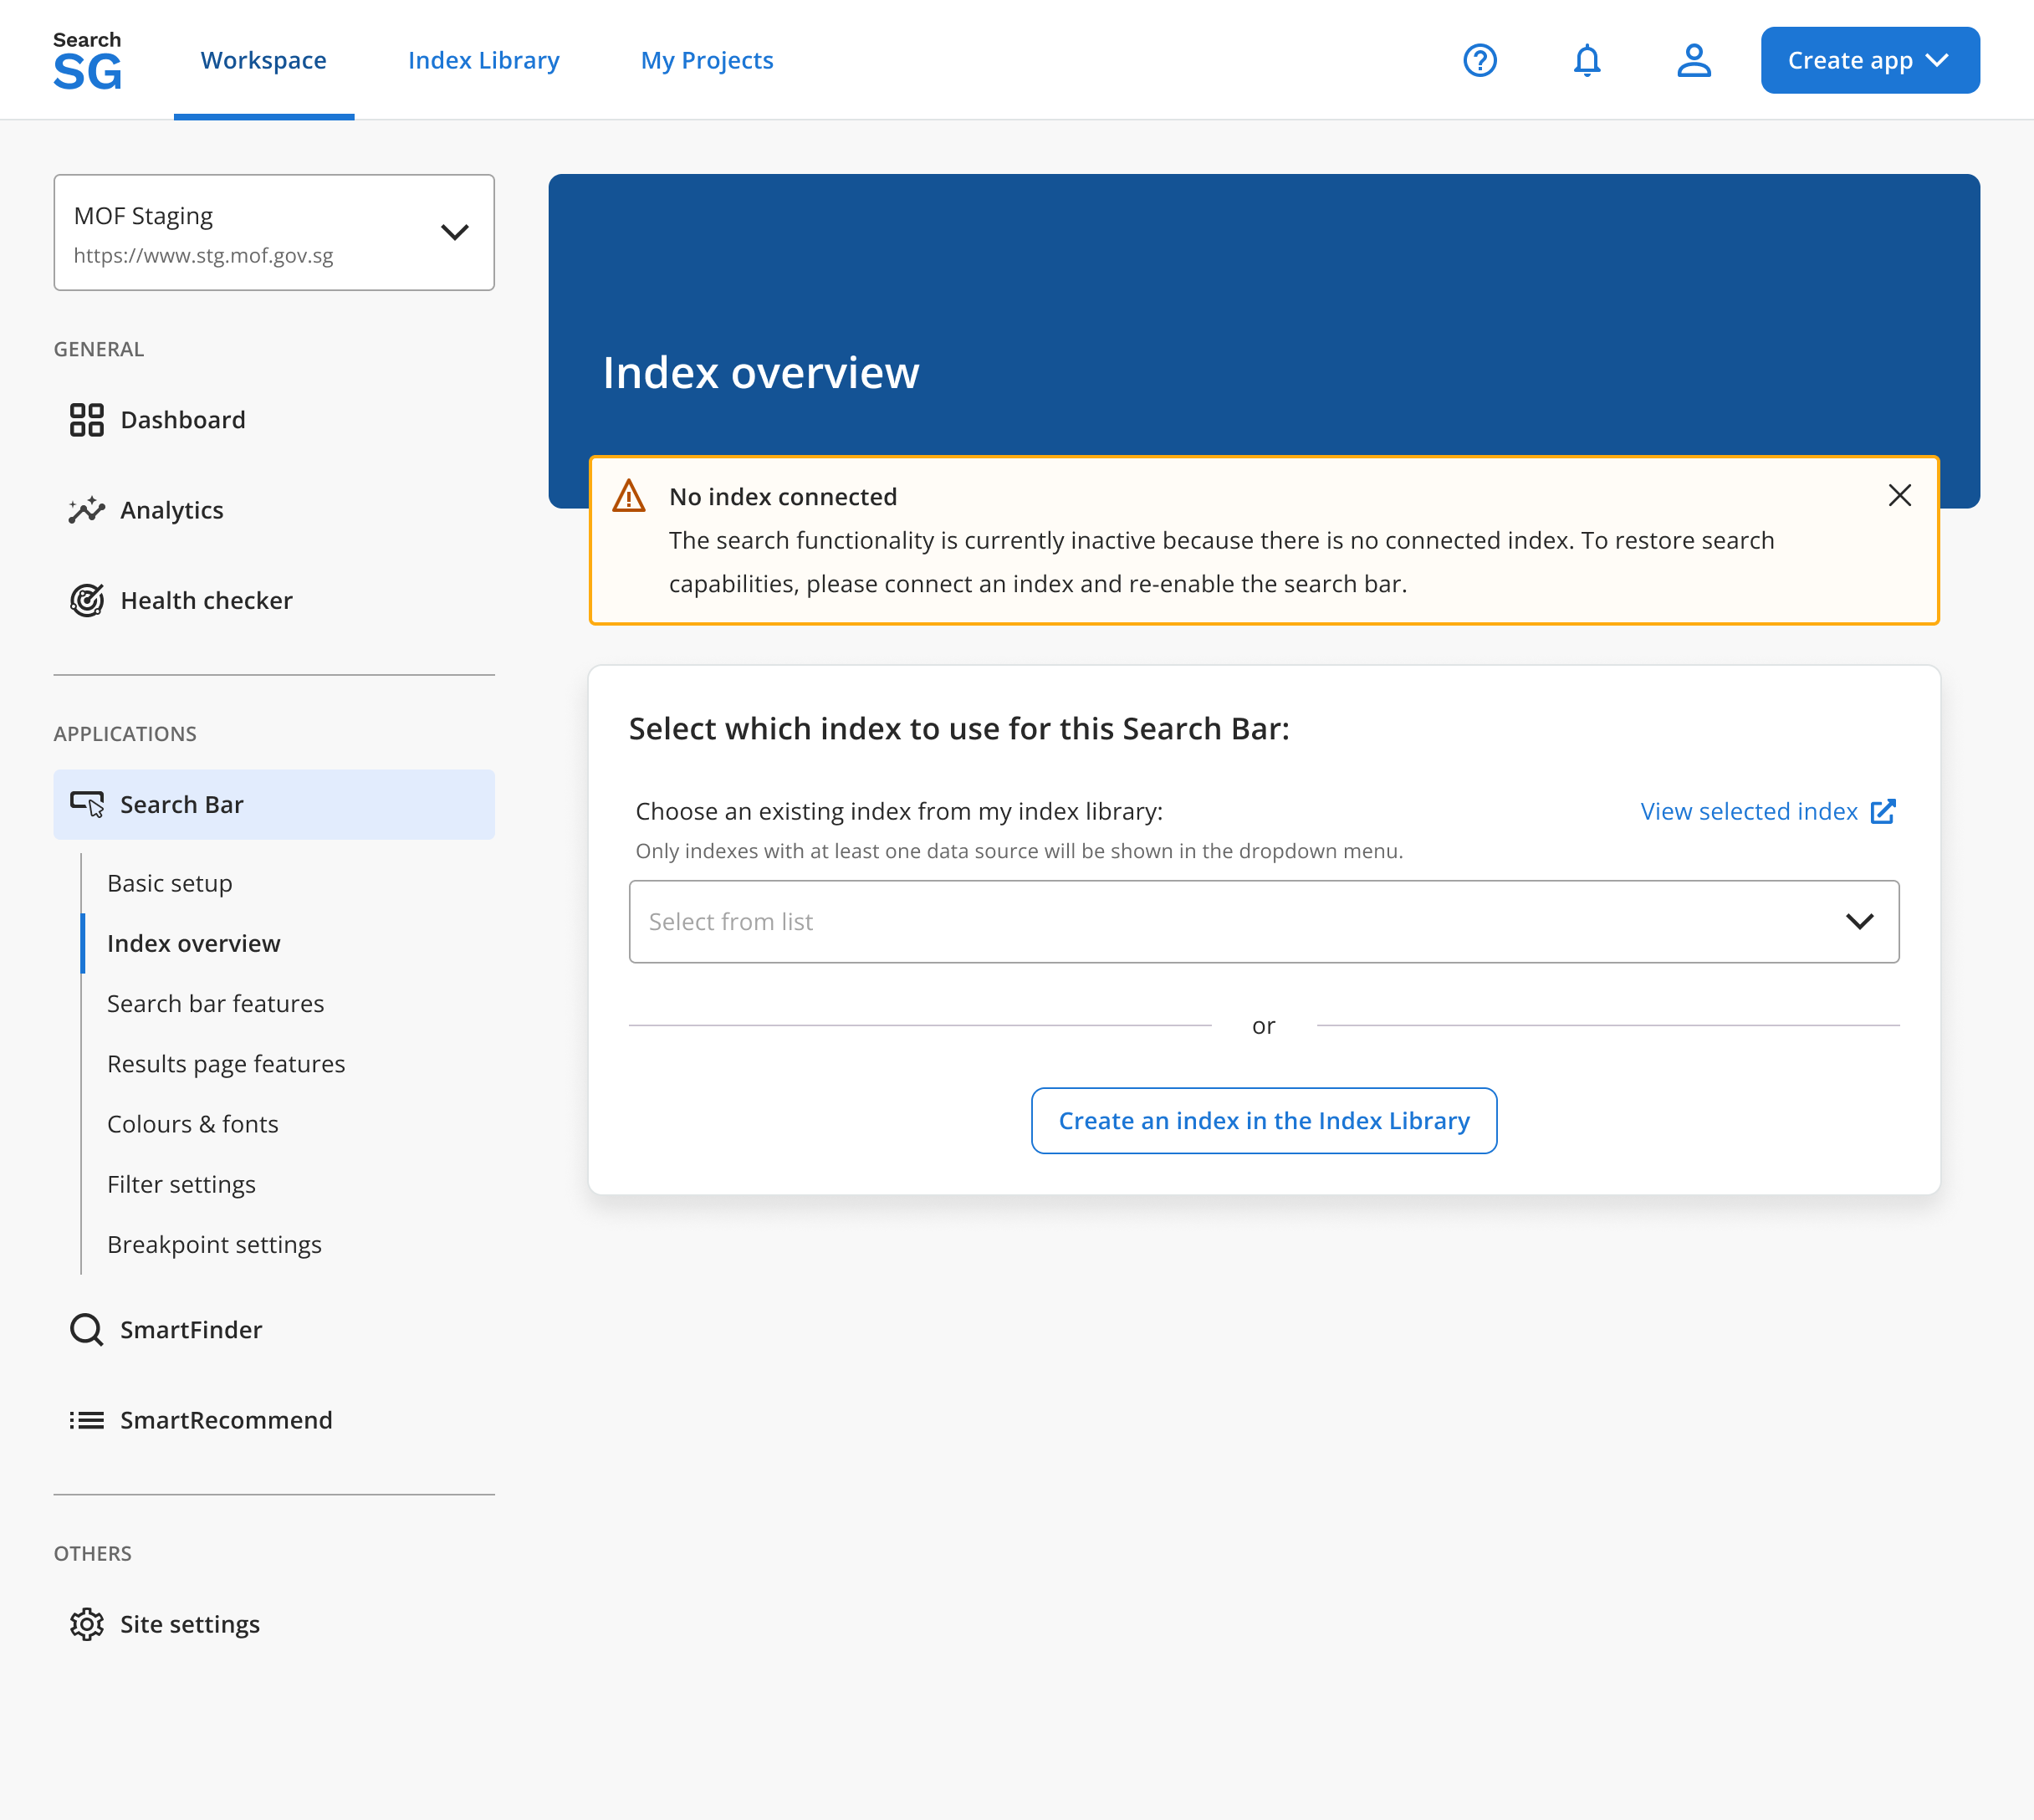 Search
SG
Workspace
Index Library
My Projects
Create app
MOF Staging
https://www.stg.mof.gov.sg
GENERAL
Dashboard
Analytics
Health checker
APPLICATIONS
Search Bar
Basic setup
Index overview
Search bar features
Results page features
Colours & fonts
Filter settings
Breakpoint settings
SmartFinder
SmartRecommend
OTHERS
Site settings
Index overview
No index connected
The search functionality is currently inactive because there is no connected index. To restore search
capabilities, please connect an index and re-enable the search bar.
Select which index to use for this Search Bar:
Choose an existing index from my index library:
View selected index
Only indexes with at least one data source will be shown in the dropdown menu.
Select from list
or
Create an index in the Index Library